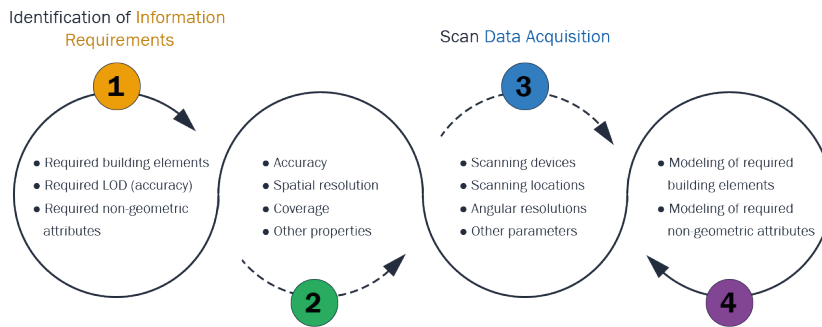 Identification of Information
Requirements
1
● Required building elements
● Required LOD (accuracy)
● Required non-geometric
attributes
● Accuracy
● Spatial resolution
● Coverage
● Other properties
2
Scan Data Acquisition
3
● Scanning devices
● Scanning locations
● Angular resolutions
● Other parameters
● Modeling of required
building elements
● Modeling of required
non-geometric attributes
4